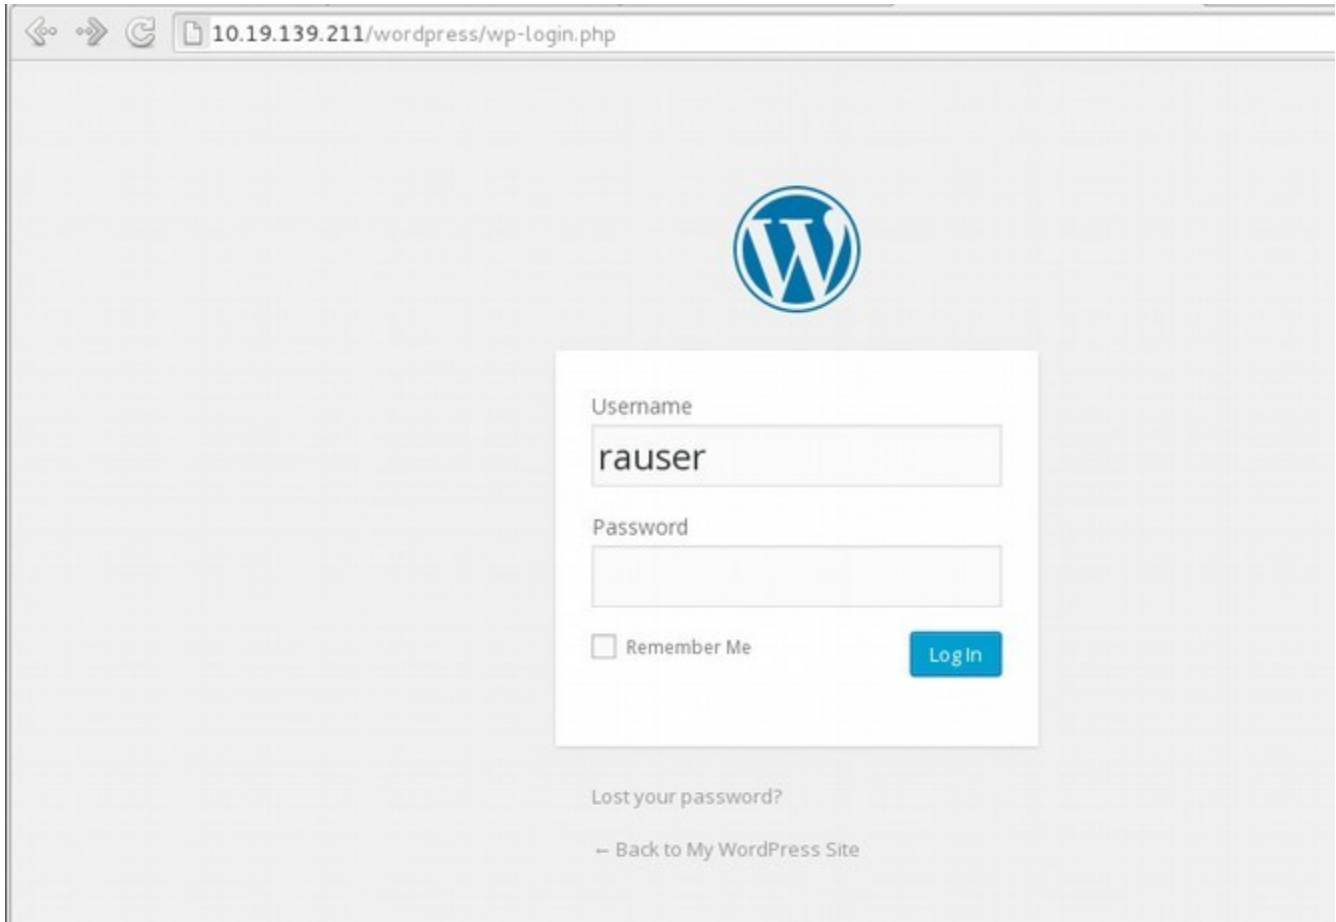 10.19.139.211/wordpress/wp-login.php
W
Username
rauser
Password
Remember Me
Log In
Lost your password?
← Back to My WordPress Site